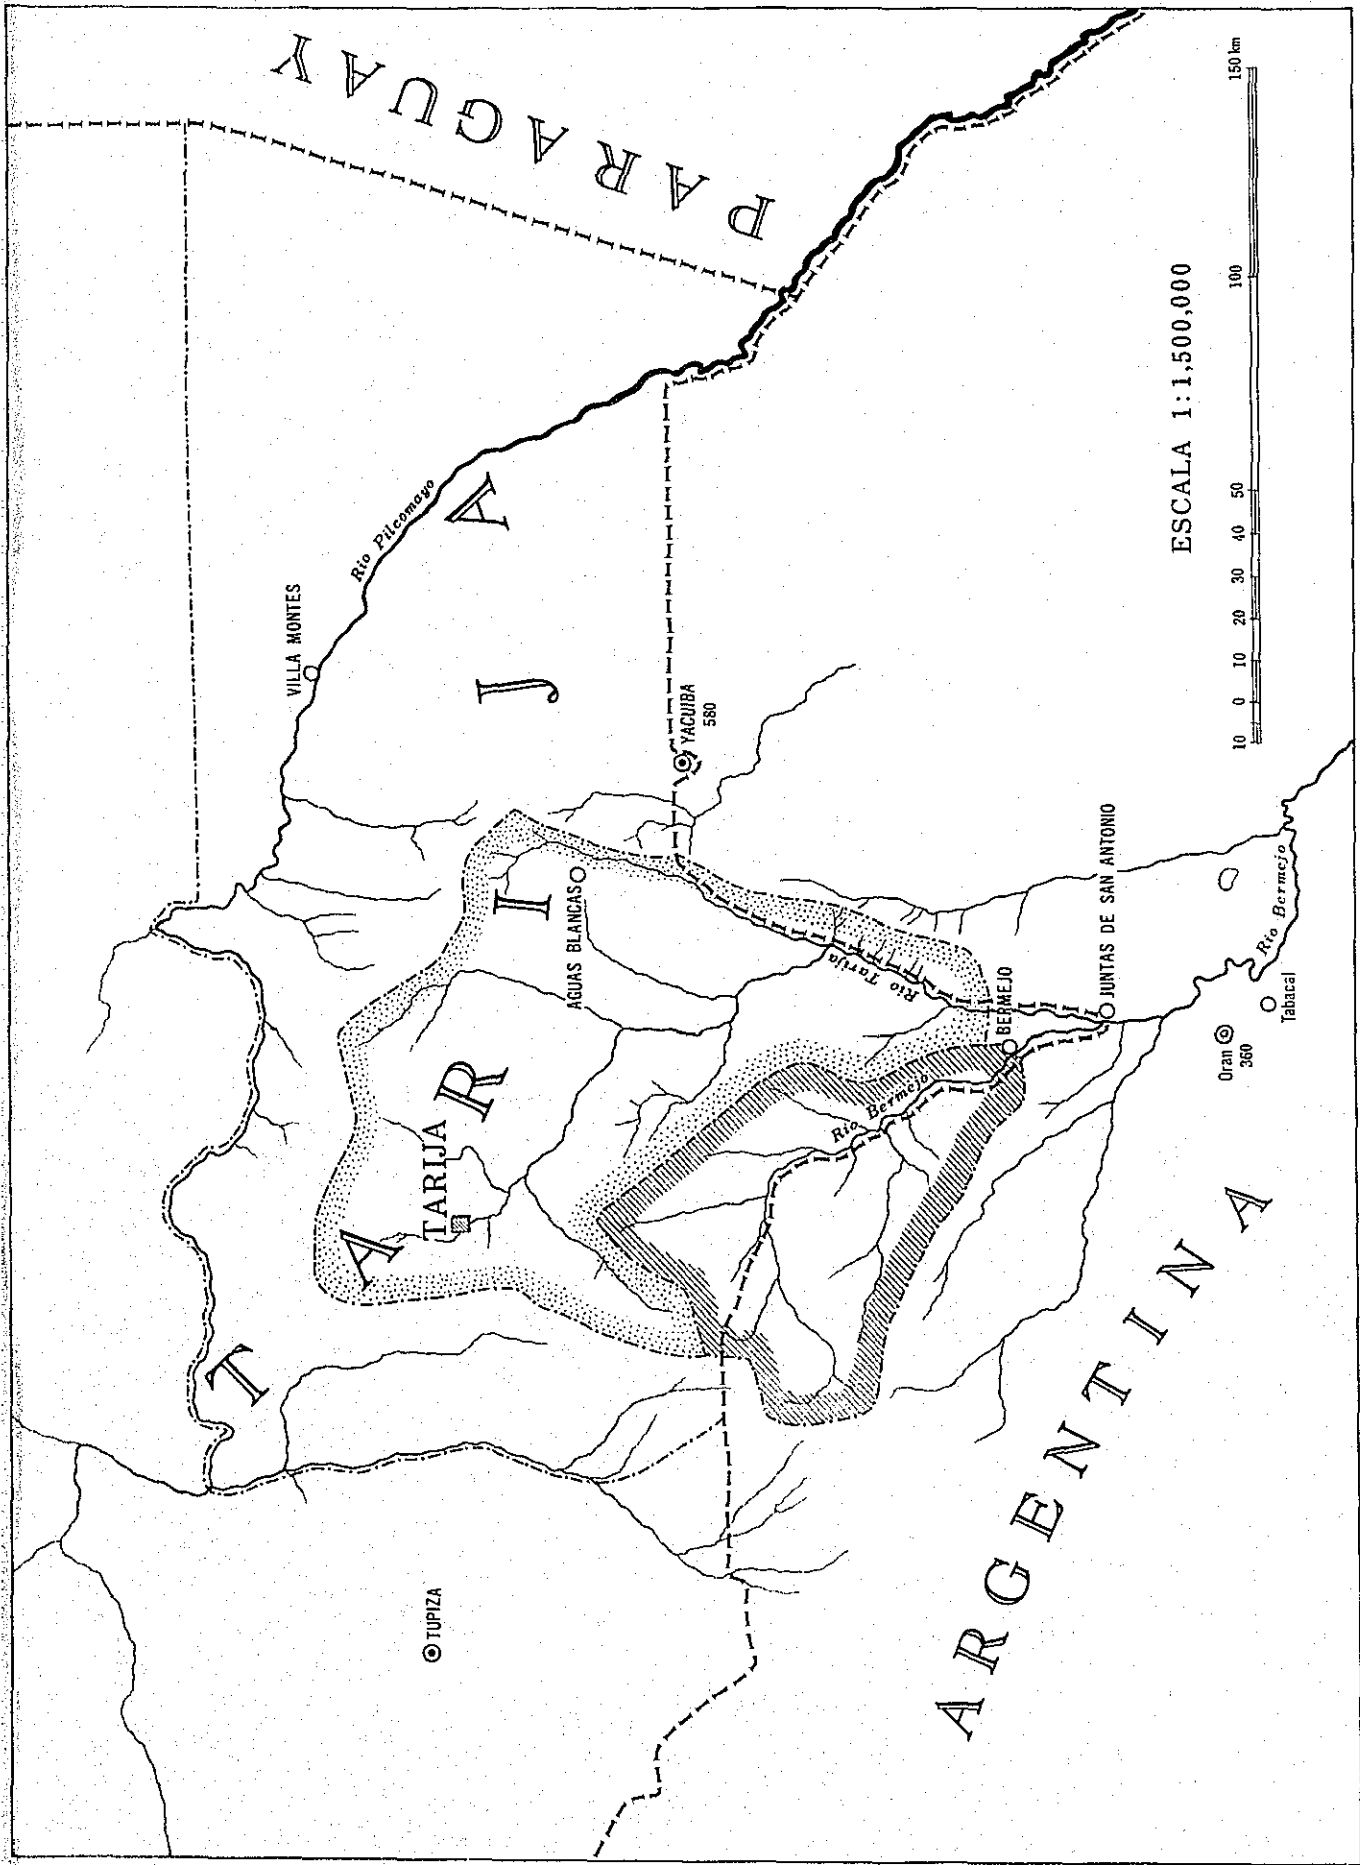 PARAGUAY
VILLA MONTES
Rio Pilcomayo
TARIJA
TARIJA
TUPIZA
AGUAS BLANCAS
YACUIBA
580
Rio Tarija
Rio Bermejo
BERMEJO
JUNTAS DE SAN ANTONIO
Oran
360
Tabacal
Rio Bermejo
ARGENTINA
ESCALA 1:1,500,000
10 0 10 20 30 40 50 100 150 km